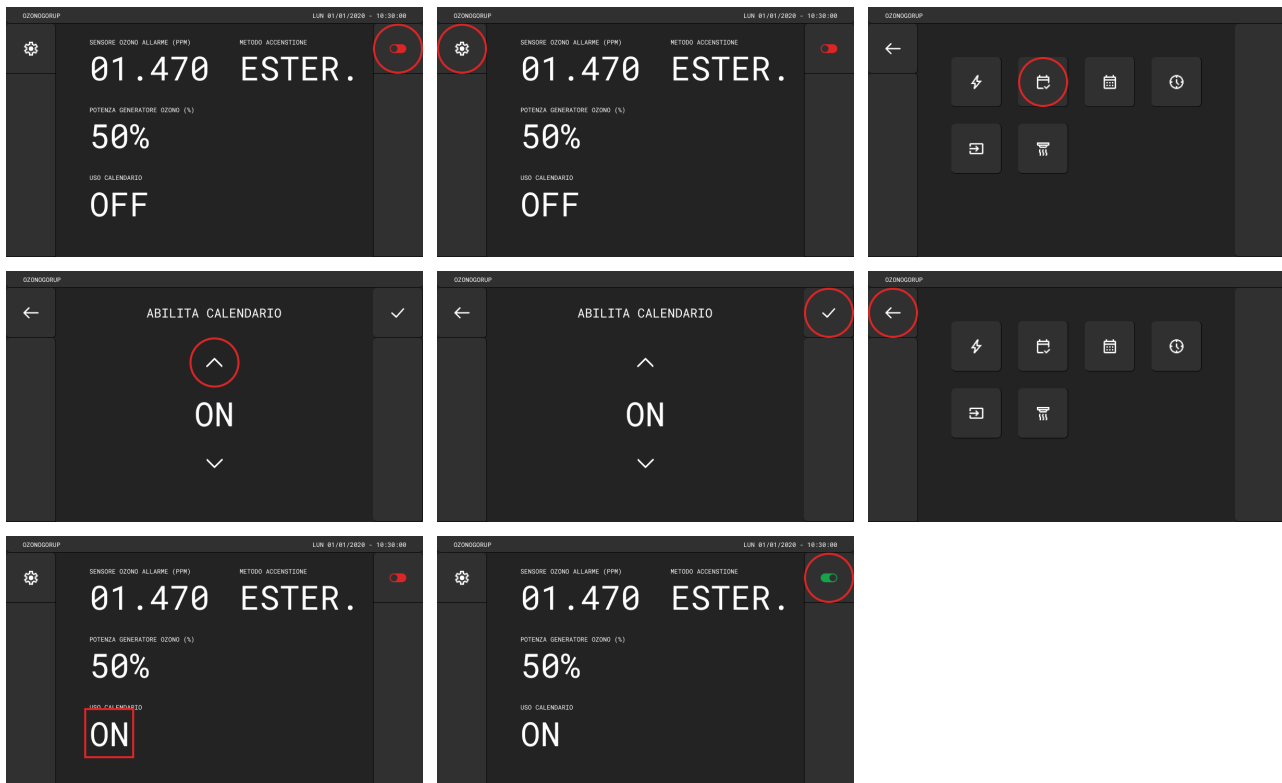 OZONOGORUP LUN 01/01/2020 - 10:30:00
SENSORE OZONO ALLARME (PPM) METODO ACCENSTIONE
01.470 ESTER.
POTENZA GENERATORE OZONO (%)
50%
USO CALENDARIO
OFF
OZONOGORUP LUN 01/01/2020 - 10:30:00
SENSORE OZONO ALLARME (PPM) METODO ACCENSTIONE
01.470 ESTER.
POTENZA GENERATORE OZONO (%)
50%
USO CALENDARIO
OFF
OZONOGORUP
OZONOGORUP
ABILITA CALENDARIO
ON
OZONOGORUP
ABILITA CALENDARIO
ON
OZONOGORUP
OZONOGORUP LUN 01/01/2020 - 10:30:00
SENSORE OZONO ALLARME (PPM) METODO ACCENSTIONE
01.470 ESTER.
POTENZA GENERATORE OZONO (%)
50%
USO CALENDARIO
ON
OZONOGORUP LUN 01/01/2020 - 10:30:00
SENSORE OZONO ALLARME (PPM) METODO ACCENSTIONE
01.470 ESTER.
POTENZA GENERATORE OZONO (%)
50%
USO CALENDARIO
ON